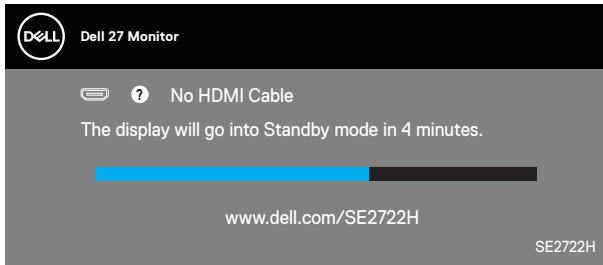 DELL
Dell 27 Monitor
? No HDMI Cable
The display will go into Standby mode in 4 minutes.
www.dell.com/SE2722H
SE2722H